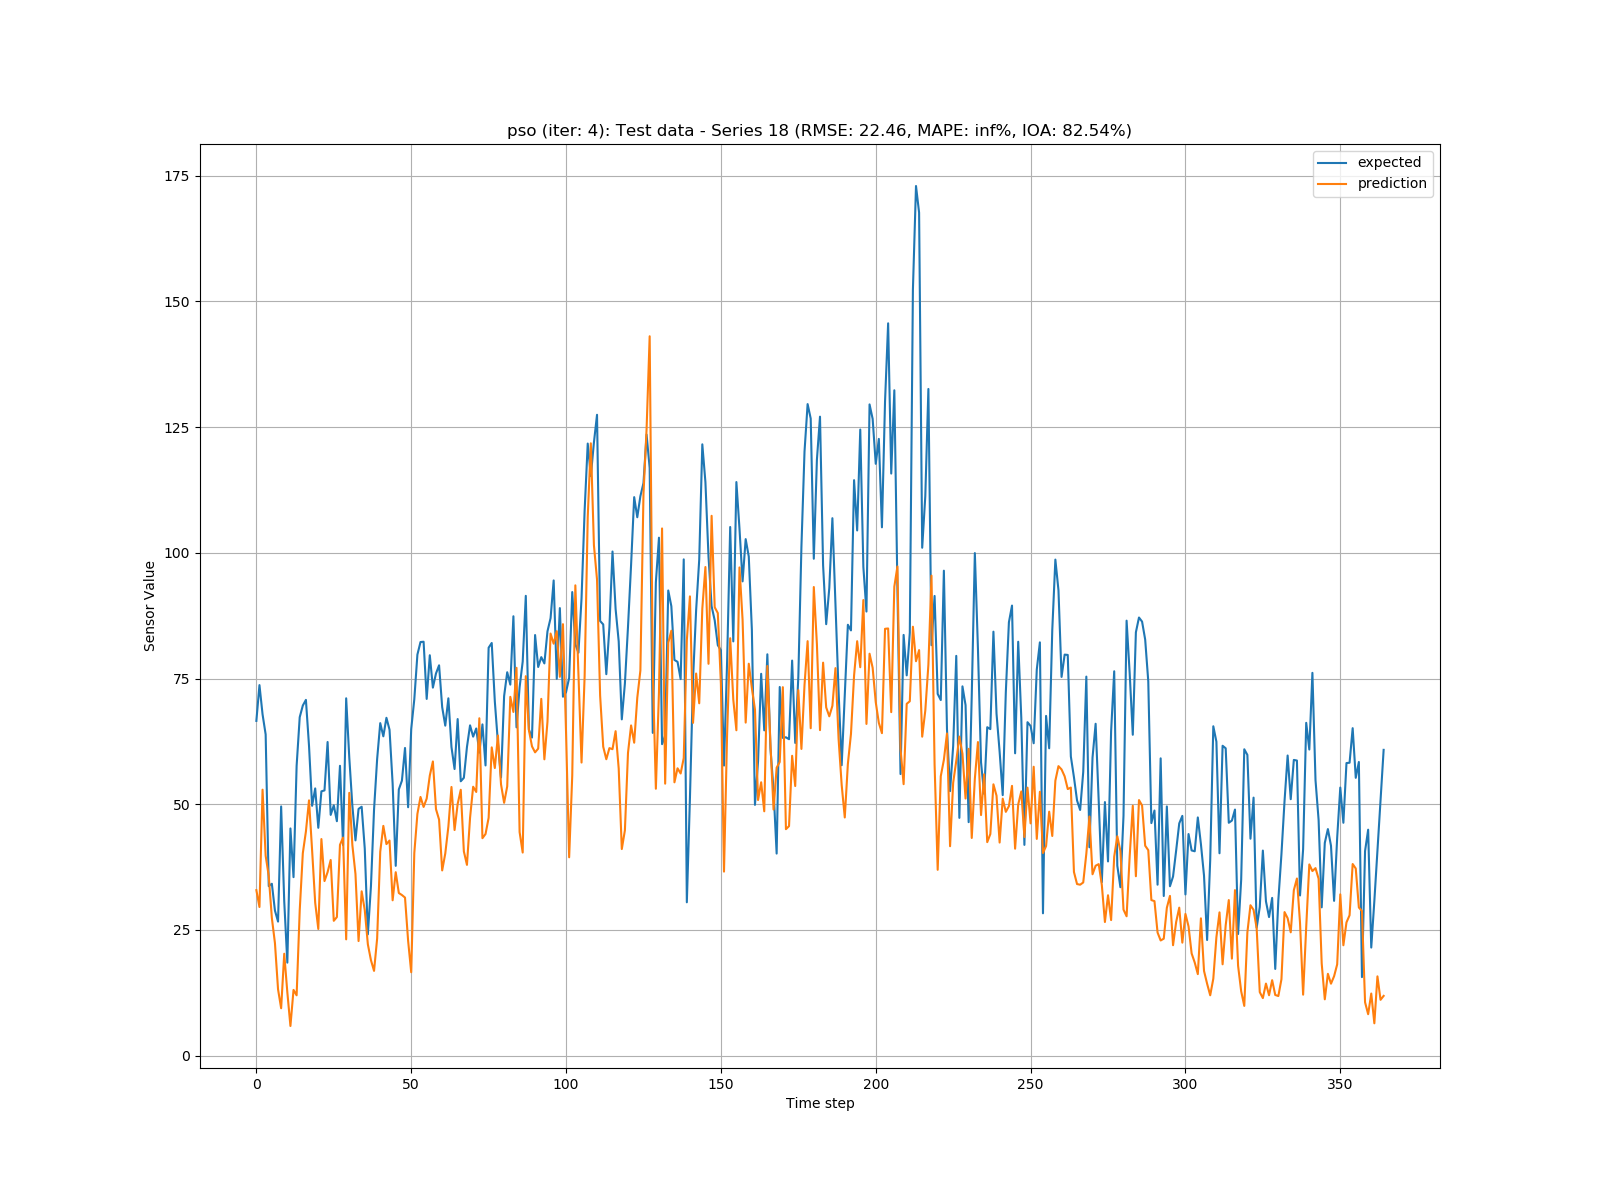 pso (iter: 4): Test data - Series 18 (RMSE: 22.46, MAPE: inf%, IOA: 82.54%)
expected
prediction
175
150
125
100
75
50
25
0
Sensor Value
0 50 100 150 200 250 300 350
Time step